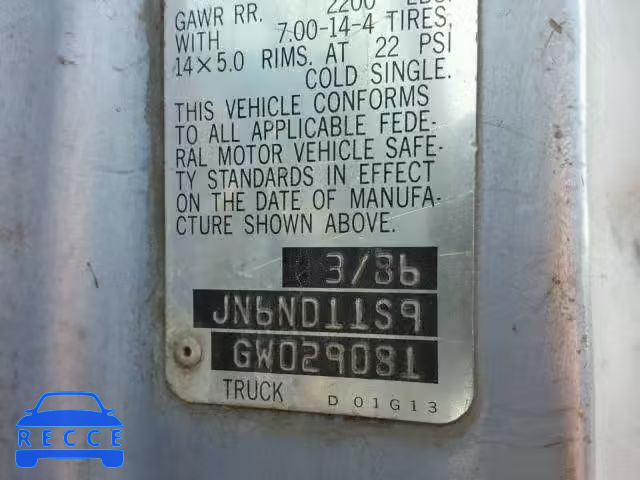 GAWR RR. 2200 LBS.
WITH 7.00-14-4 TIRES,
14×5.0 RIMS. AT 22 PSI
COLD SINGLE.
THIS VEHICLE CONFORMS
TO ALL APPLICABLE FEDE-
RAL MOTOR VEHICLE SAFE-
TY STANDARDS IN EFFECT
ON THE DATE OF MANUFA-
CTURE SHOWN ABOVE.
3/86
JN6ND11S9
GW029081
TRUCK D01G13
RECCE